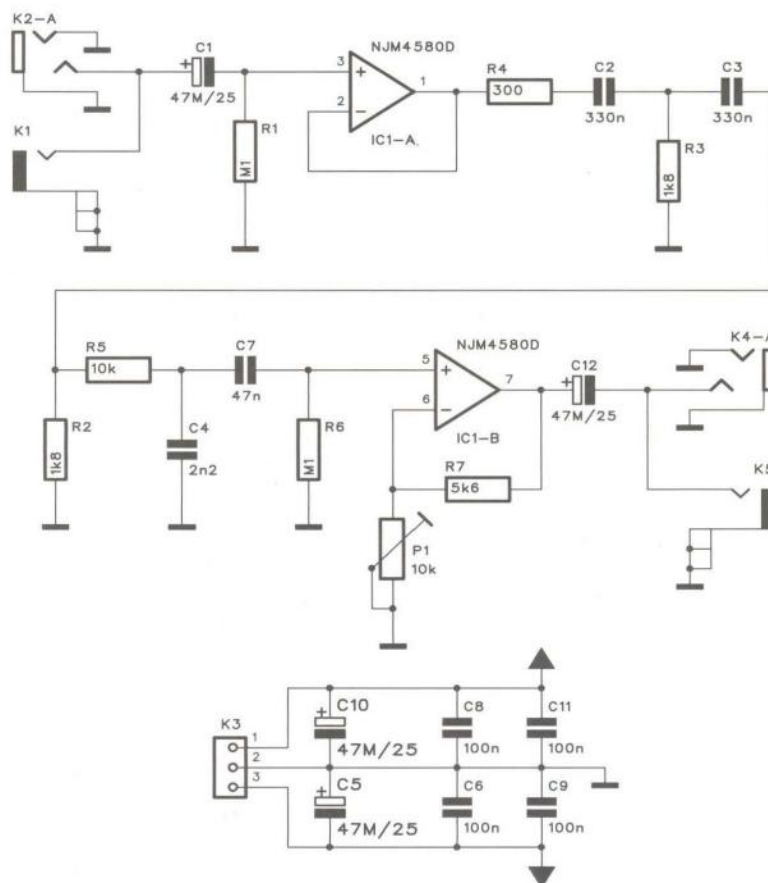 K2-A
C1
+
47M/25
K1
R1
M1
NJM4580D
3
+
2
−
1
IC1-A.
R4
300
C2
330n
C3
330n
R3
1k8
R5
10k
C7
47n
R2
1k8
C4
2n2
R6
M1
NJM4580D
5
+
6
−
7
IC1-B
C12
+
47M/25
K4-A
R7
5k6
P1
10k
K5
K3
1
2
3
+
C10
47M/25
C8
100n
C11
100n
+
C5
47M/25
C6
100n
C9
100n